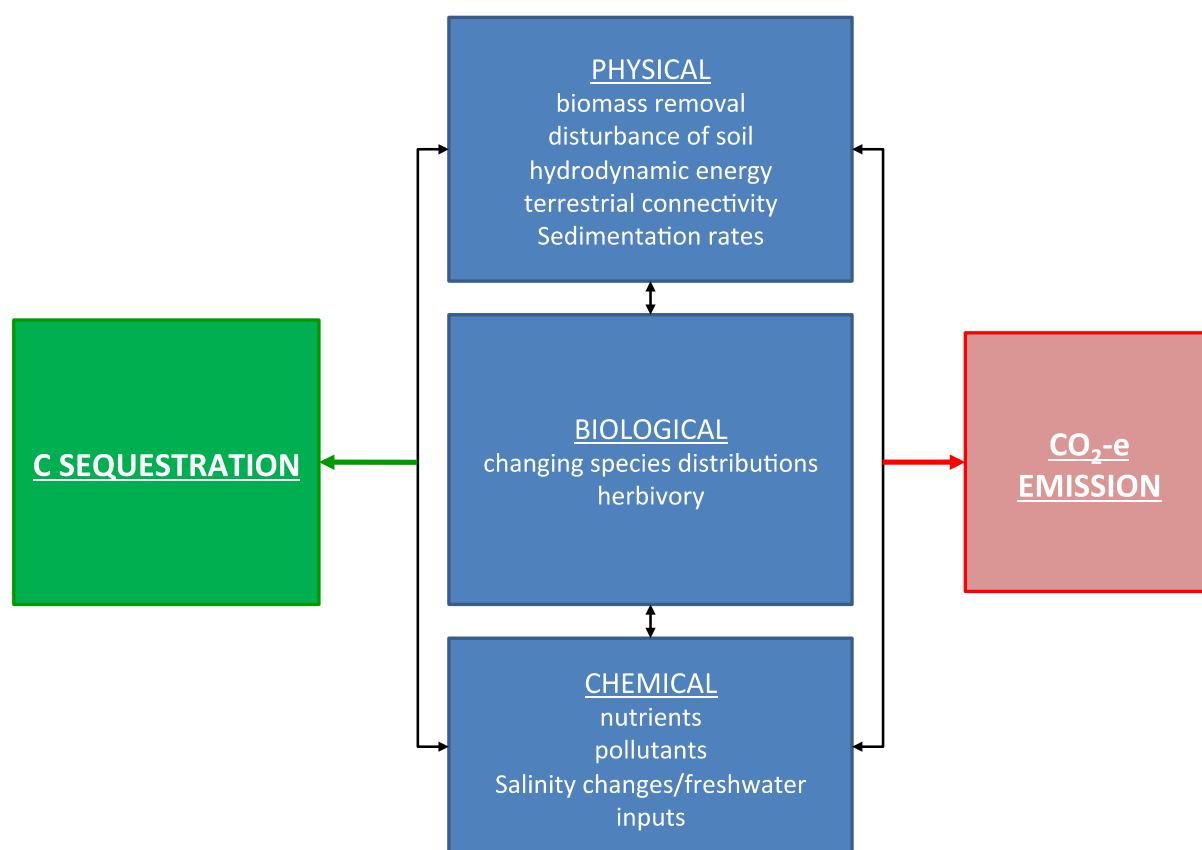 PHYSICAL
biomass removal
disturbance of soil
hydrodynamic energy
terrestrial connectivity
Sedimentation rates
C SEQUESTRATION
BIOLOGICAL
changing species distributions
herbivory
CO₂-e
EMISSION
CHEMICAL
nutrients
pollutants
Salinity changes/freshwater
inputs